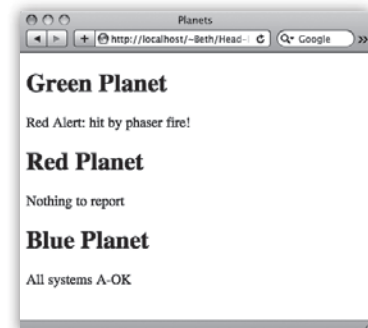 Planets
http://localhost/~Beth/Head-
Google
Green Planet
Red Alert: hit by phaser fire!
Red Planet
Nothing to report
Blue Planet
All systems A-OK